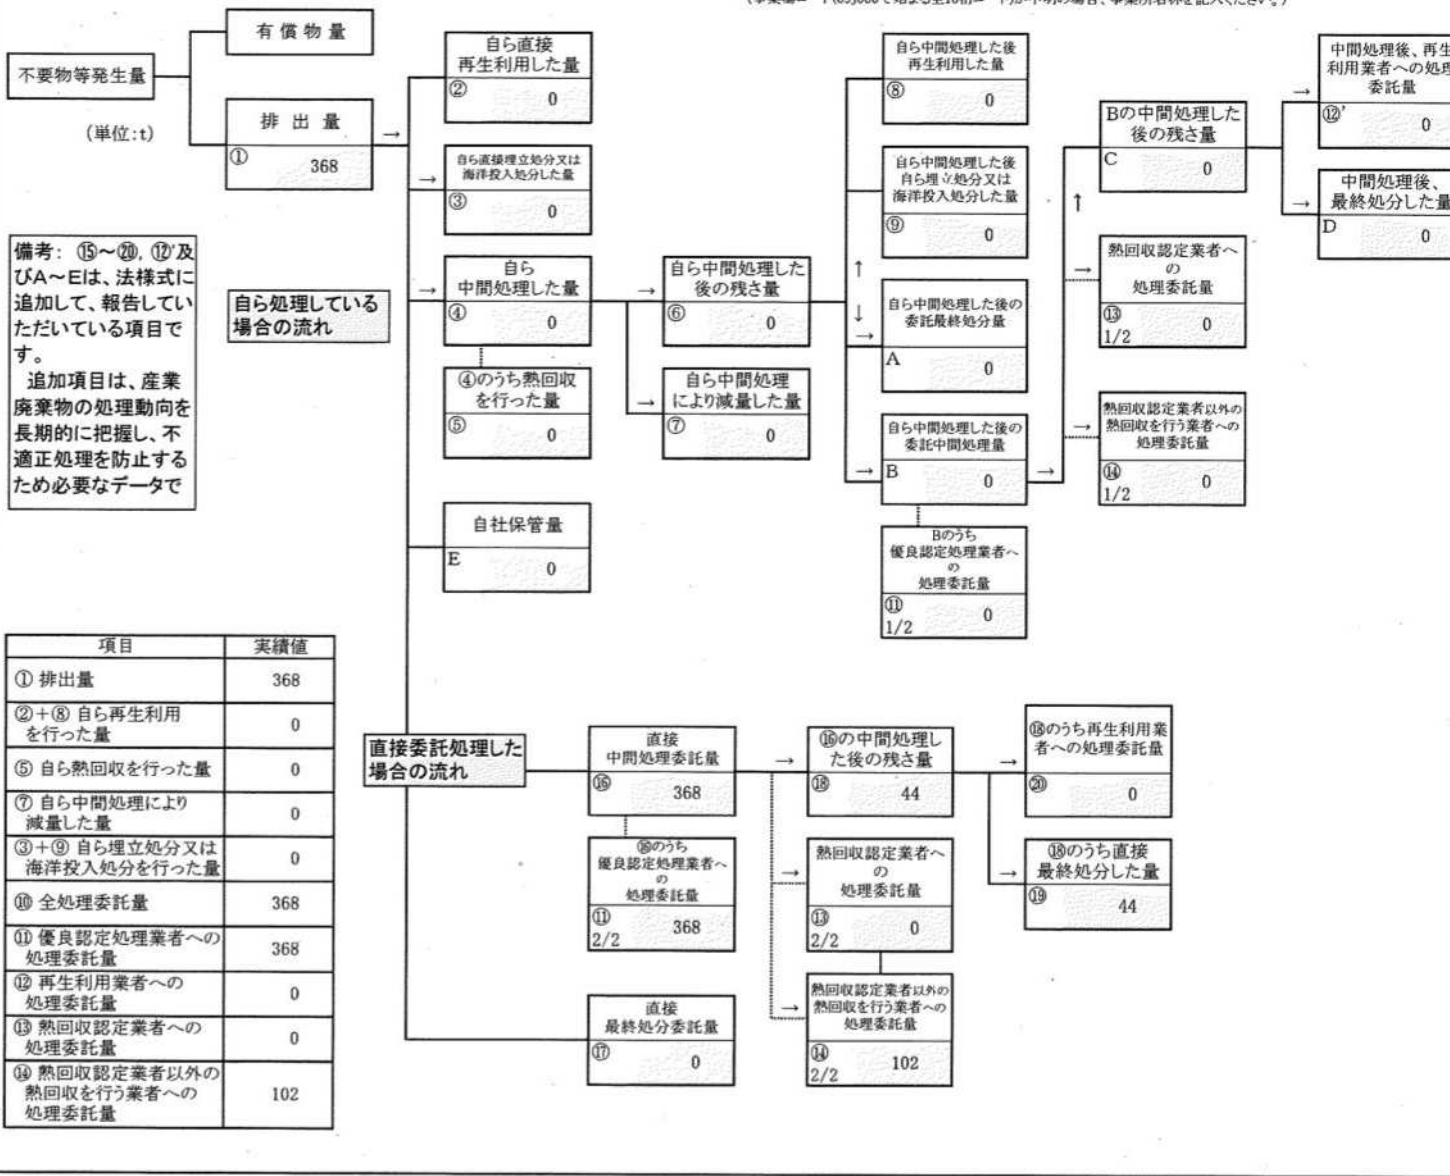 不要物等発生量
(単位:t)
有償物量
排出量
① 368
備考： ⑮～⑳, ⑫'及
びA～Eは、法様式に
追加して、報告してい
ただいている項目で
す。
追加項目は、産業
廃棄物の処理動向を
長期的に把握し、不
適正処理を防止する
ため必要なデータで
自ら処理している
場合の流れ
自ら直接
再生利用した量
② 0
自ら直接埋立処分又は
海洋投入処分した量
③ 0
自ら
中間処理した量
④ 0
④のうち熱回収
を行った量
⑤ 0
自社保管量
E 0
自ら中間処理した
後の残さ量
⑥ 0
自ら中間処理
により減量した量
⑦ 0
自ら中間処理した後
再生利用した量
⑧ 0
自ら中間処理した後
自ら埋立処分又は
海洋投入処分した量
⑨ 0
自ら中間処理した後の
委託最終処分量
A 0
自ら中間処理した後の
委託中間処理量
B 0
Bのうち
優良認定処理業者へ
の
処理委託量
⑪
1/2 0
Bの中間処理した
後の残さ量
C 0
熱回収認定業者へ
の
処理委託量
⑬
1/2 0
熱回収認定業者以外の
熱回収を行う業者への
処理委託量
⑭
1/2 0
中間処理後、再生
利用業者への処理
委託量
⑫' 0
中間処理後、
最終処分した量
D 0
項目 実績値
① 排出量 368
②＋⑧ 自ら再生利用
を行った量 0
⑤ 自ら熱回収を行った量 0
⑦ 自ら中間処理により
減量した量 0
③＋⑨ 自ら埋立処分又は
海洋投入処分を行った量 0
⑩ 全処理委託量 368
⑪ 優良認定処理業者への
処理委託量 368
⑫ 再生利用業者への
処理委託量 0
⑬ 熱回収認定業者への
処理委託量 0
⑭ 熱回収認定業者以外の
熱回収を行う業者への
処理委託量 102
直接委託処理した
場合の流れ
直接
中間処理委託量
⑯ 368
⑯のうち
優良認定処理業者へ
の
処理委託量
⑪
2/2 368
直接
最終処分委託量
⑰ 0
⑯の中間処理し
た後の残さ量
⑱ 44
熱回収認定業者へ
の
処理委託量
⑬
2/2 0
熱回収認定業者以外の
熱回収を行う業者への
処理委託量
⑭
2/2 102
⑱のうち再生利用業
者への処理委託量
⑳ 0
⑱のうち直接
最終処分した量
⑲ 44